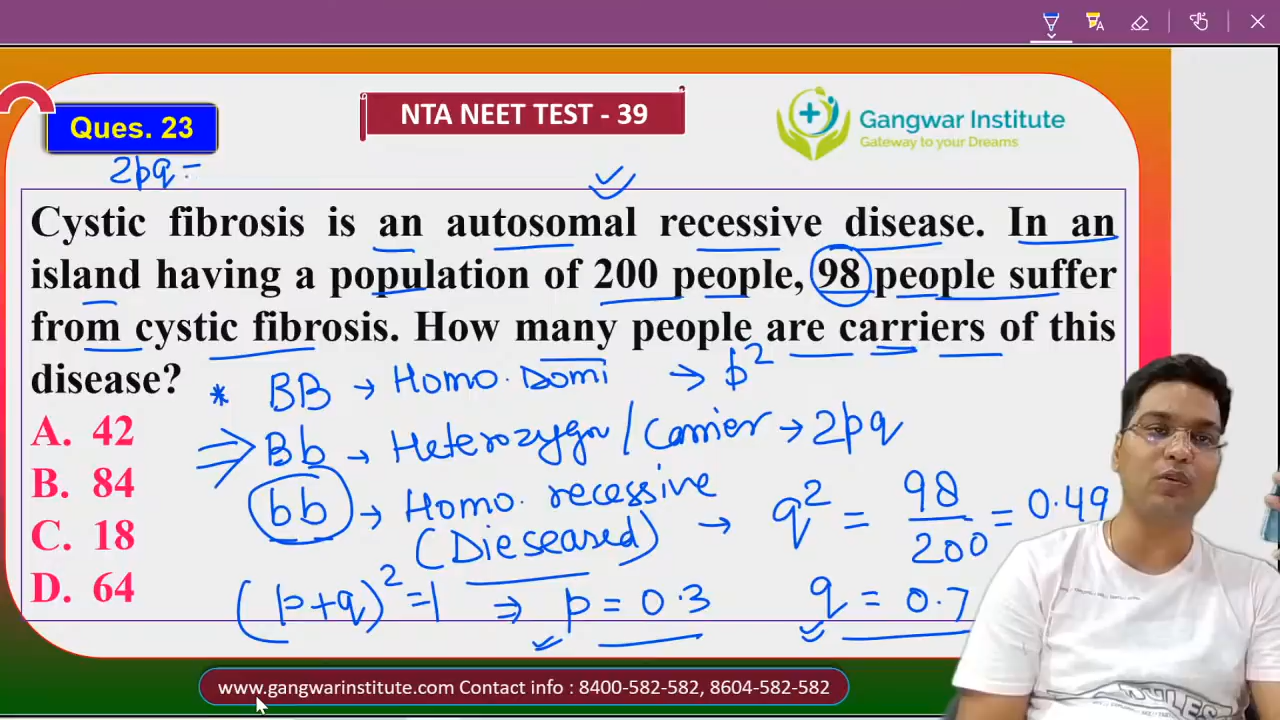 NTA NEET TEST - 39
Gangwar Institute
Gateway to your Dreams
Ques. 23
2pq =
Cystic fibrosis is an autosomal recessive disease. In an
island having a population of 200 people, 98 people suffer
from cystic fibrosis. How many people are carriers of this
disease?
* BB → Homo. Domi → p²
A. 42
⇒ Bb → Heterozygu / Carrier → 2pq
B. 84
bb → Homo. recessive
(Dieseased) → q² = 98/200 = 0.49
C. 18
D. 64
(p+q)² = 1 ⇒ p = 0.3 q = 0.7
www.gangwarinstitute.com Contact info : 8400-582-582, 8604-582-582